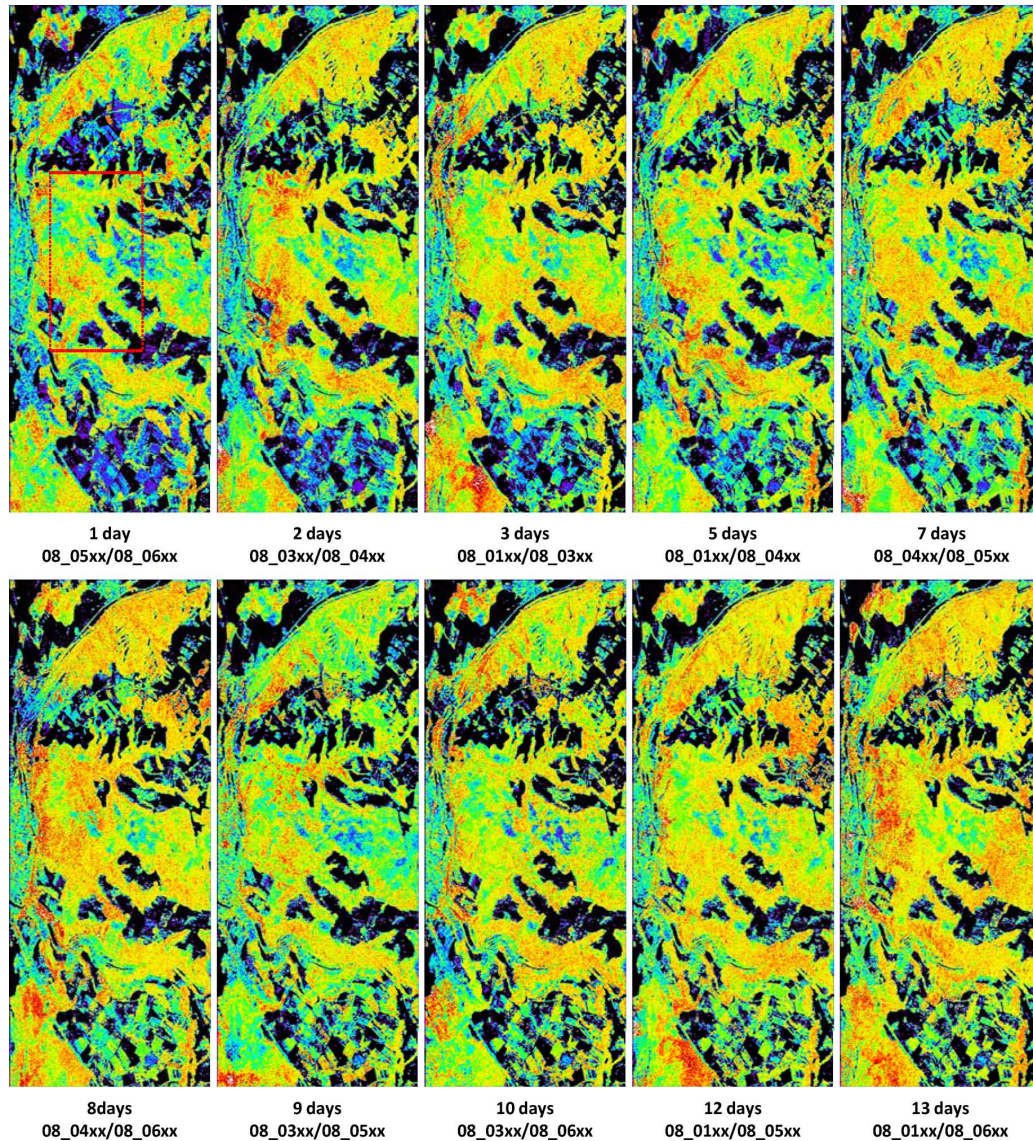 1 day
08_05xx/08_06xx
2 days
08_03xx/08_04xx
3 days
08_01xx/08_03xx
5 days
08_01xx/08_04xx
7 days
08_04xx/08_05xx
8days
08_04xx/08_06xx
9 days
08_03xx/08_05xx
10 days
08_03xx/08_06xx
12 days
08_01xx/08_05xx
13 days
08_01xx/08_06xx